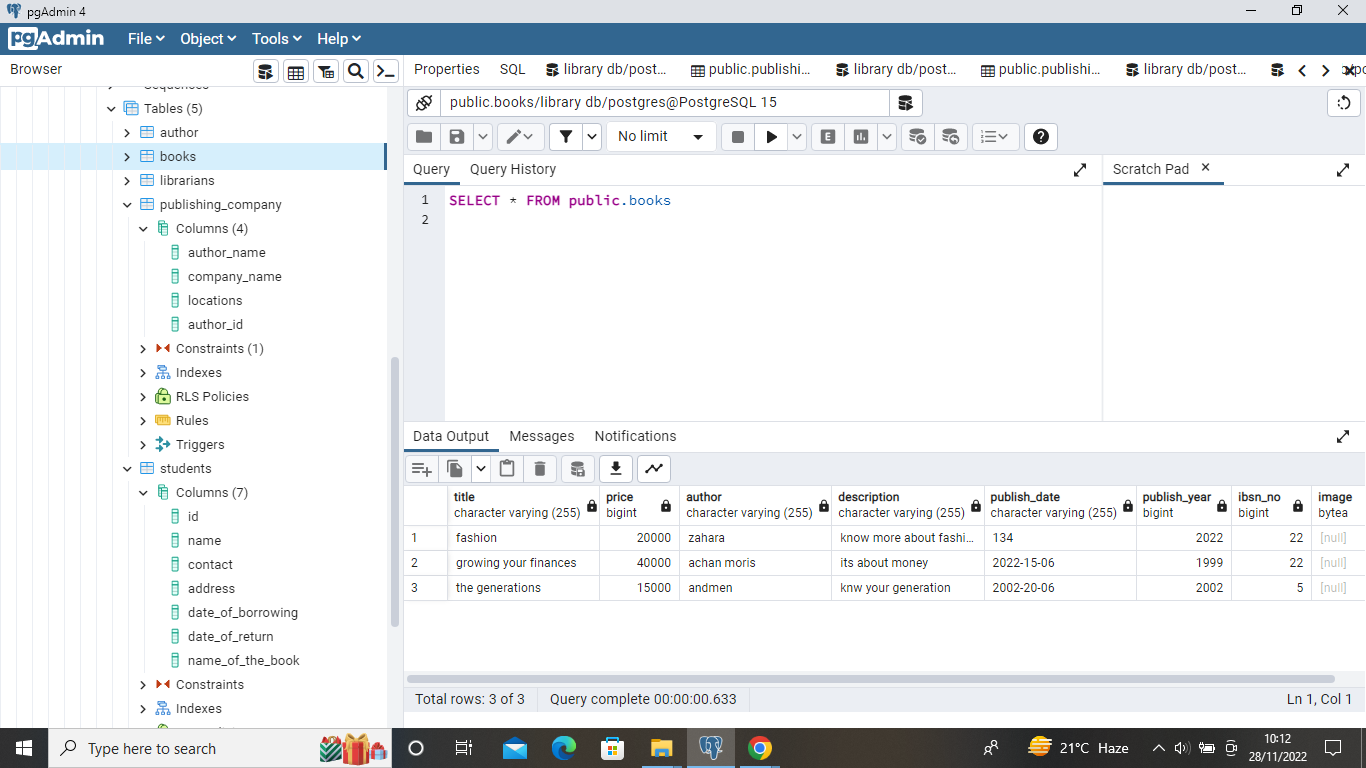 pgAdmin 4
pgAdmin File Object Tools Help
Browser
Properties SQL library db/post... public.publishi... library db/post... public.publishi... library db/post...
Tables (5)
author
books
librarians
publishing_company
Columns (4)
author_name
company_name
locations
author_id
Constraints (1)
Indexes
RLS Policies
Rules
Triggers
students
Columns (7)
id
name
contact
address
date_of_borrowing
date_of_return
name_of_the_book
Constraints
Indexes
public.books/library db/postgres@PostgreSQL 15
No limit
Query Query History
Scratch Pad
1 SELECT * FROM public.books
2
Data Output Messages Notifications
title price author description publish_date publish_year ibsn_no image
character varying (255) bigint character varying (255) character varying (255) character varying (255) bigint bigint bytea
1 fashion 20000 zahara know more about fashi... 134 2022 22 [null]
2 growing your finances 40000 achan moris its about money 2022-15-06 1999 22 [null]
3 the generations 15000 andmen knw your generation 2002-20-06 2002 5 [null]
Total rows: 3 of 3 Query complete 00:00:00.633 Ln 1, Col 1
Type here to search
21°C Haze
10:12
28/11/2022